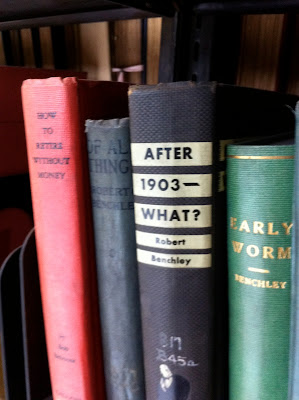 HOW
TO
RETIRE
WITHOUT
MONEY
OF ALL
THINGS
ROBERT
BENCHLEY
AFTER
1903—
WHAT?
Robert
Benchley
817
B45a
EARLY
WORM
BENCHLEY